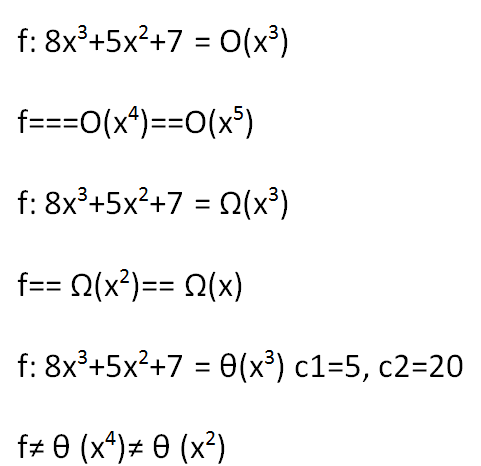 f: 8x³+5x²+7 = O(x³)
f===O(x⁴)==O(x⁵)
f: 8x³+5x²+7 = Ω(x³)
f== Ω(x²)== Ω(x)
f: 8x³+5x²+7 = θ(x³) c1=5, c2=20
f≠ θ (x⁴)≠ θ (x²)